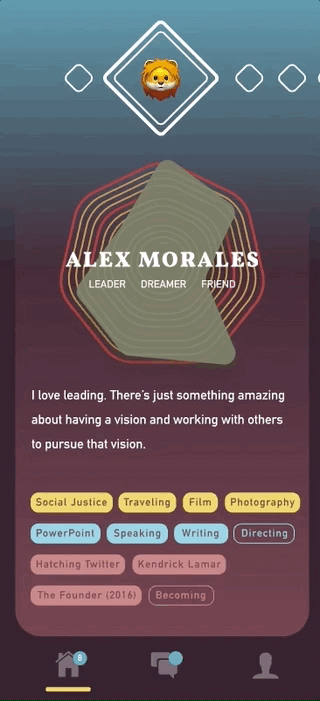 ALEX MORALES
LEADER DREAMER FRIEND
I love leading. There's just something amazing
about having a vision and working with others
to pursue that vision.
Social Justice Traveling Film Photography
PowerPoint Speaking Writing Directing
Hatching Twitter Kendrick Lamar
The Founder (2016) Becoming
8